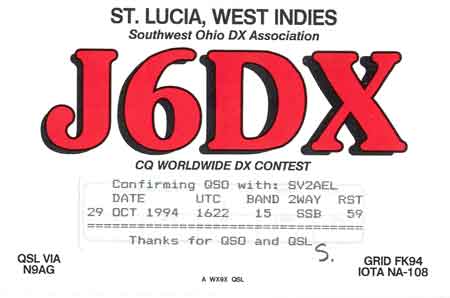 ST. LUCIA, WEST INDIES
Southwest Ohio DX Association
J6DX
CQ WORLDWIDE DX CONTEST
Confirming QSO with: SV2AEL
DATE UTC BAND 2WAY RST
29 OCT 1994 1622 15 SSB 59
Thanks for QSO and QSL
S.
QSL VIA
N9AG
GRID FK94
IOTA NA-108
A WX9X QSL